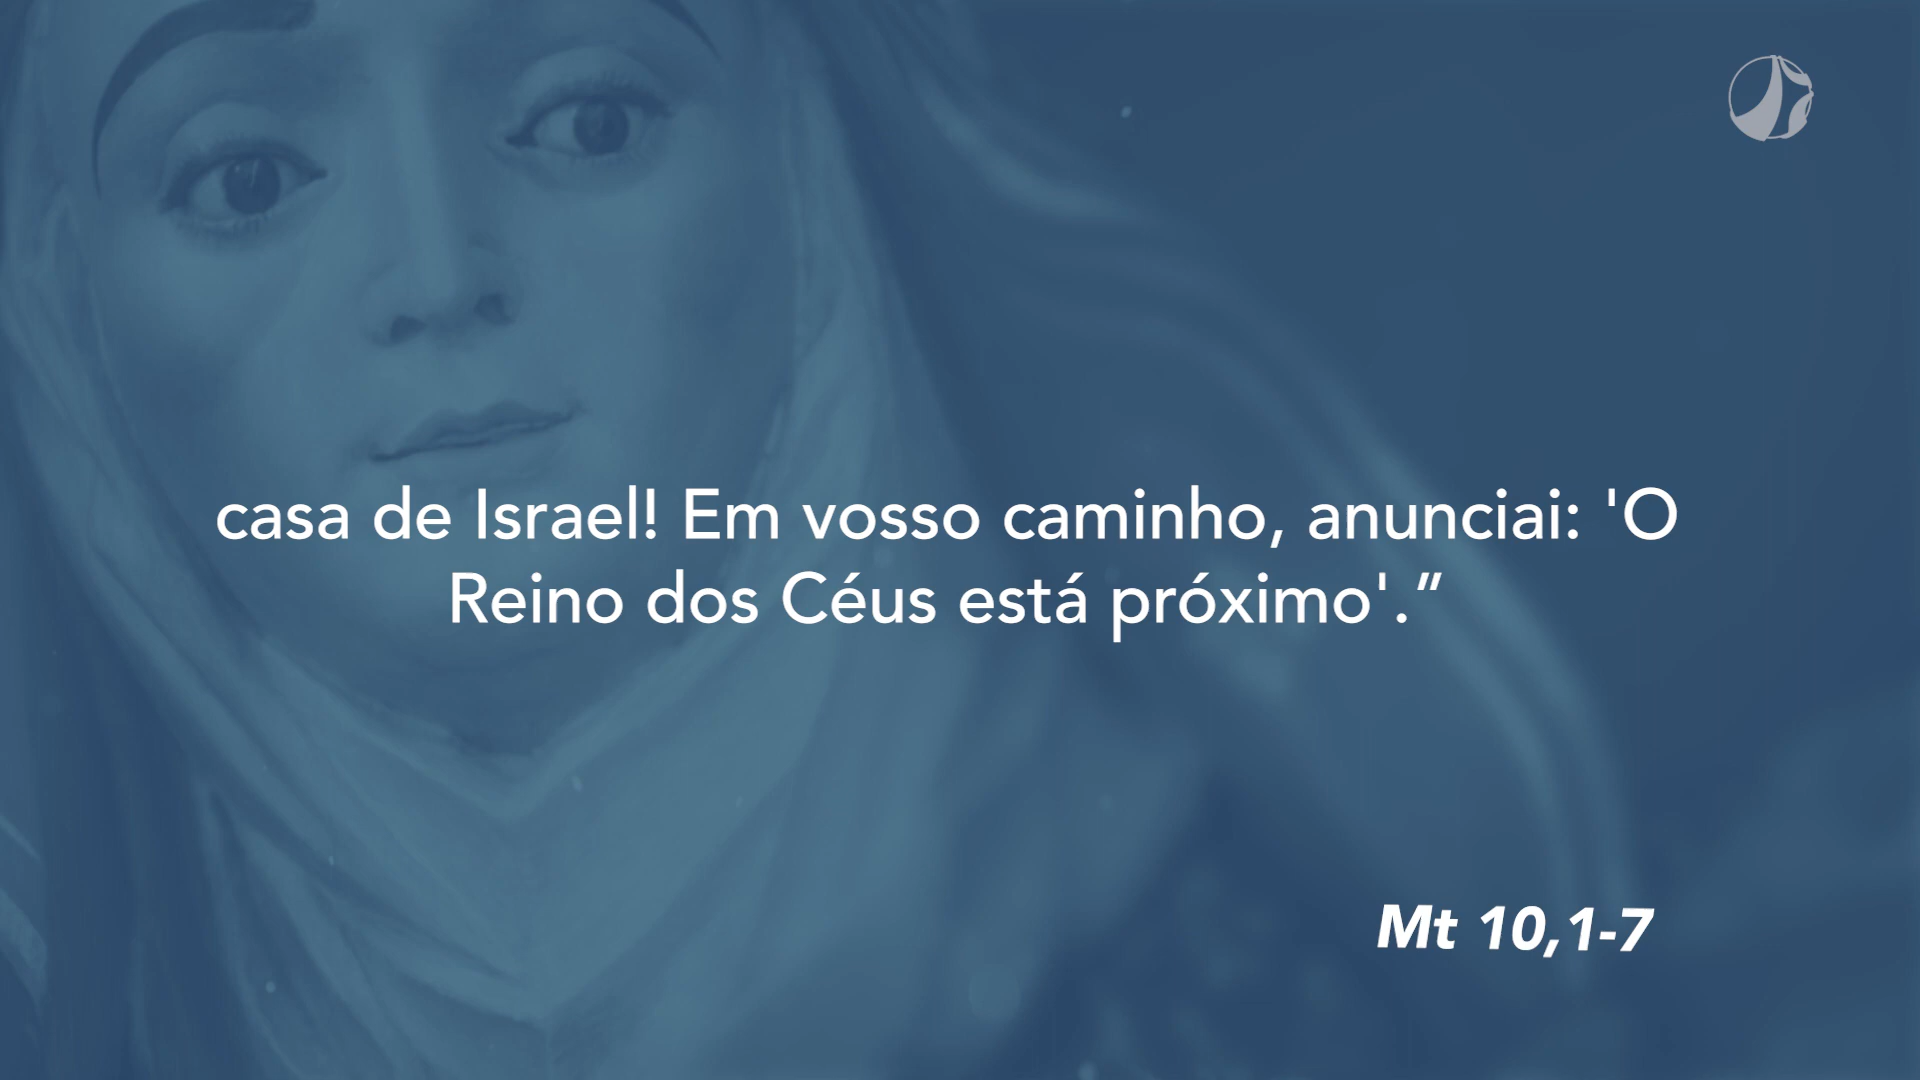 casa de Israel! Em vosso caminho, anunciai: 'O
Reino dos Céus está próximo'.”
Mt 10,1-7